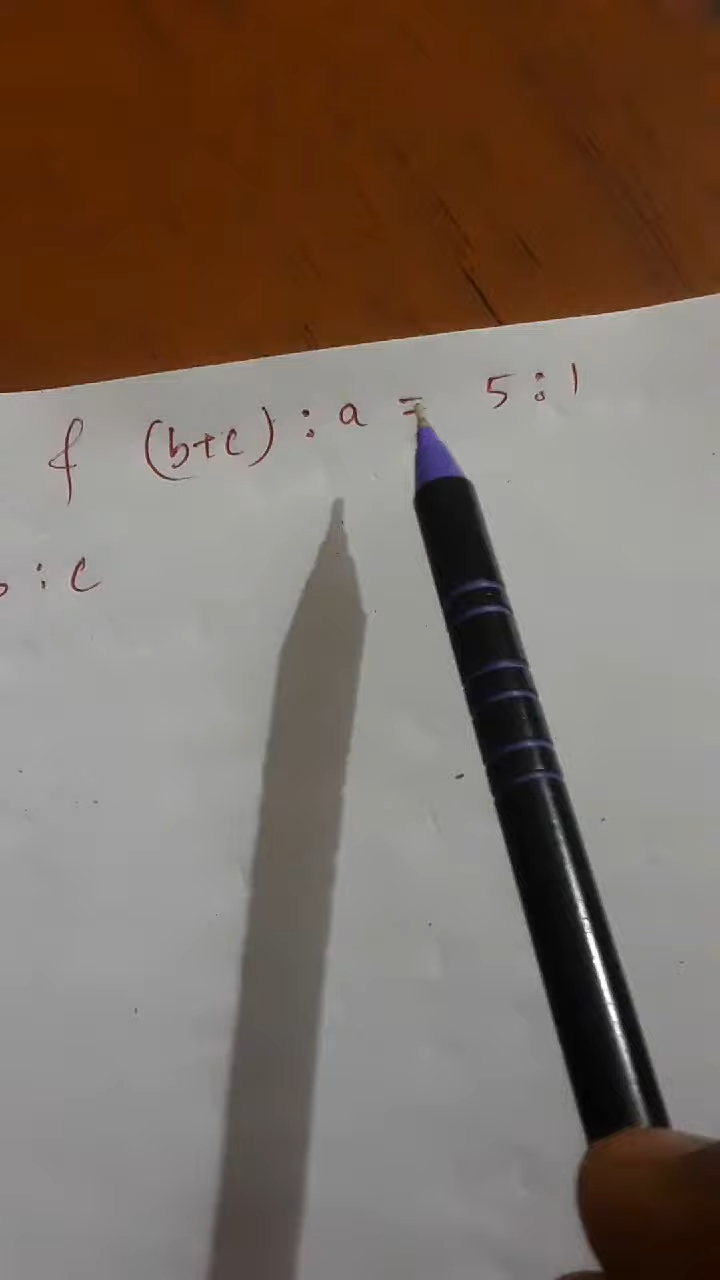 & (b+c) : a = 5 : 1
: c